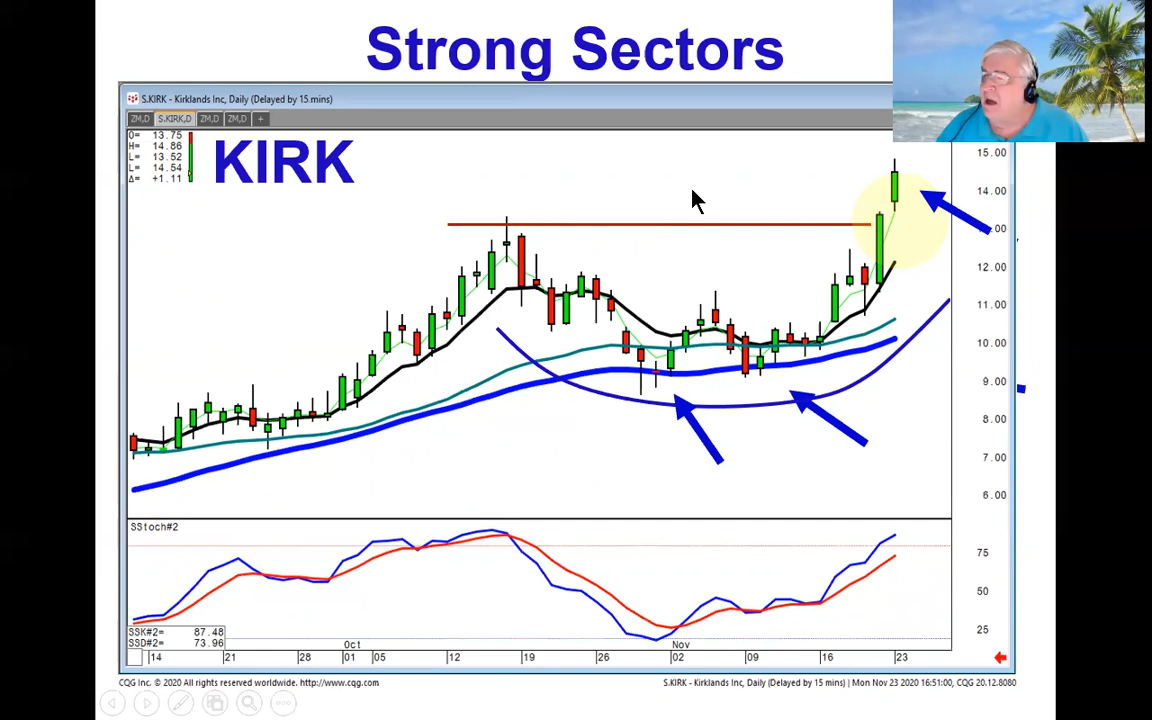 Strong Sectors
S.KIRK - Kirklands Inc, Daily (Delayed by 15 mins)
ZM,D S.KIRK,D ZM,D ZM,D +
O= 13.75
H= 14.86
L= 13.52
L= 14.54
Δ= +1.11
KIRK
15.00
14.00
3.00
12.00
11.00
10.00
9.00
8.00
7.00
6.00
SStoch#2
75
50
25
SSK#2= 87.48
SSD#2= 73.96
Oct Nov
14 21 28 01 05 12 19 26 02 09 16 23
CQG Inc. © 2020 All rights reserved worldwide. http://www.cqg.com S.KIRK - Kirklands Inc, Daily (Delayed by 15 mins) | Mon Nov 23 2020 16:51:00, CQG 20.12.8080